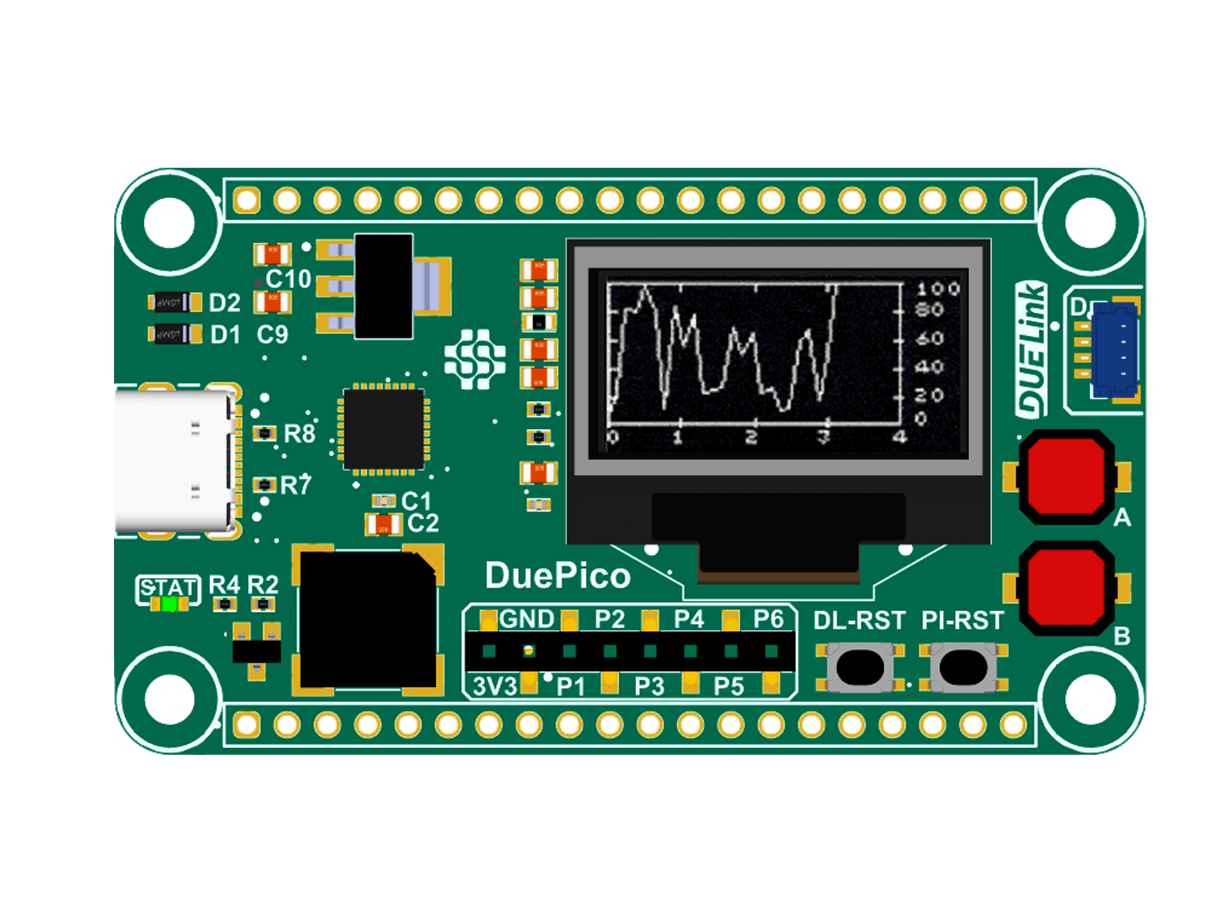 C10
D2
D1
C9
R8
R7
C1
C2
STAT
R4
R2
DuePico
GND
P2
P4
P6
3V3
P1
P3
P5
DL-RST
PI-RST
100
80
60
40
20
0
0
1
2
3
4
DUELink
D
A
B